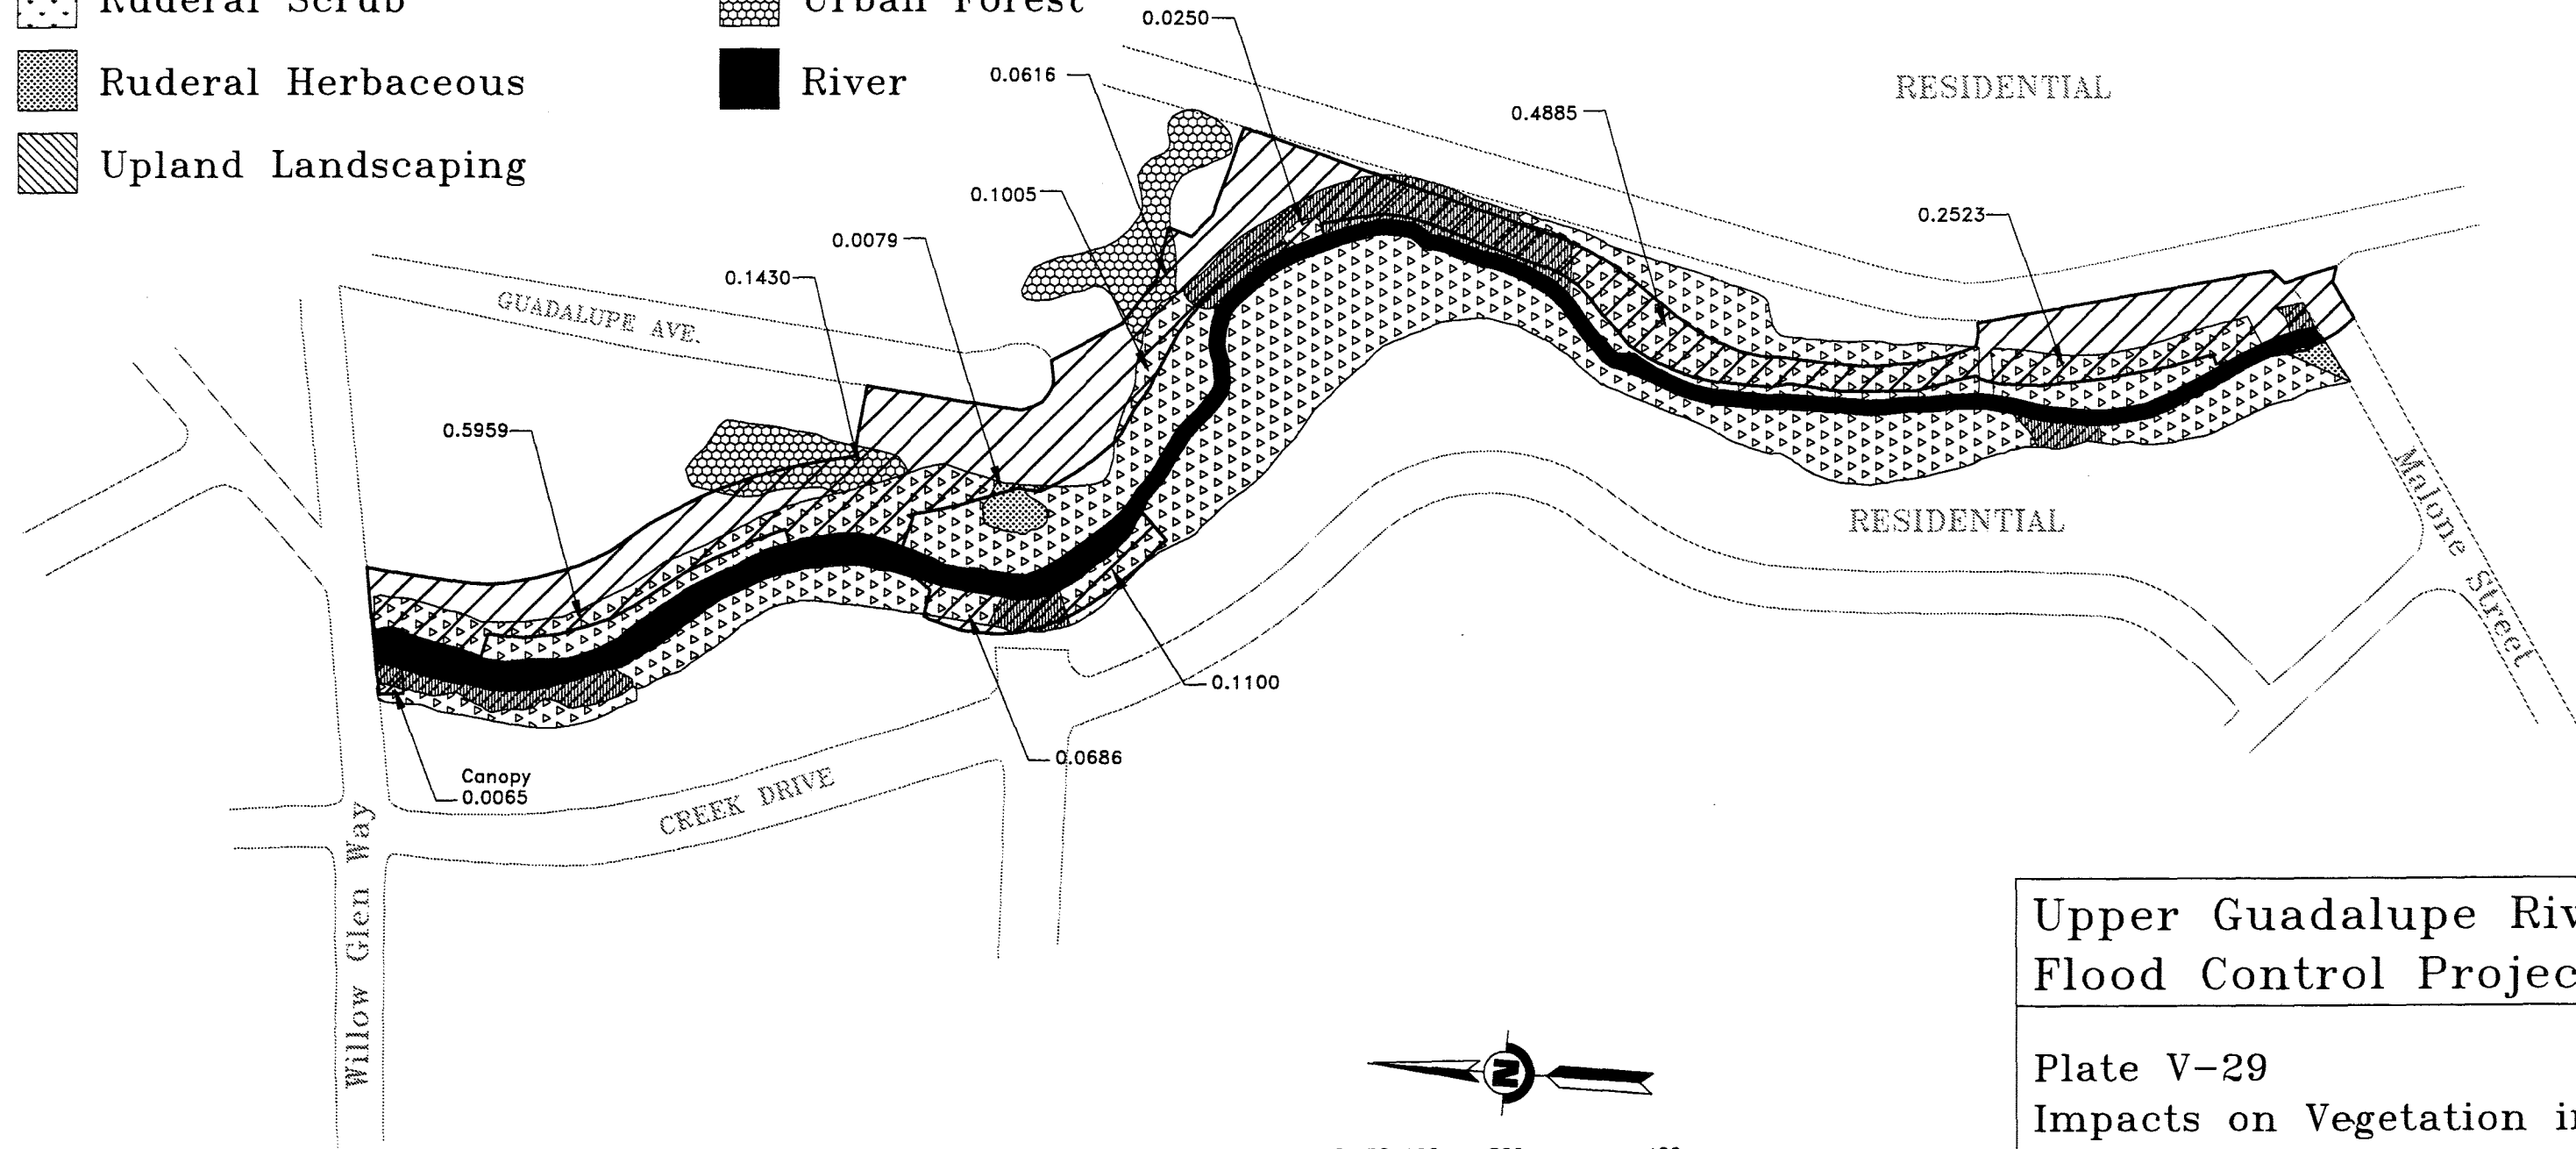 Ruderal Scrub
Urban Forest
Ruderal Herbaceous
River
Upland Landscaping
0.0250
0.0616
0.4885
RESIDENTIAL
0.1005
0.2523
0.0079
0.1430
GUADALUPE AVE.
0.5959
RESIDENTIAL
Malone Street
0.1100
0.0686
Canopy
0.0065
CREEK DRIVE
Willow Glen Way
N
Upper Guadalupe Riv
Flood Control Projec
Plate V-29
Impacts on Vegetation in